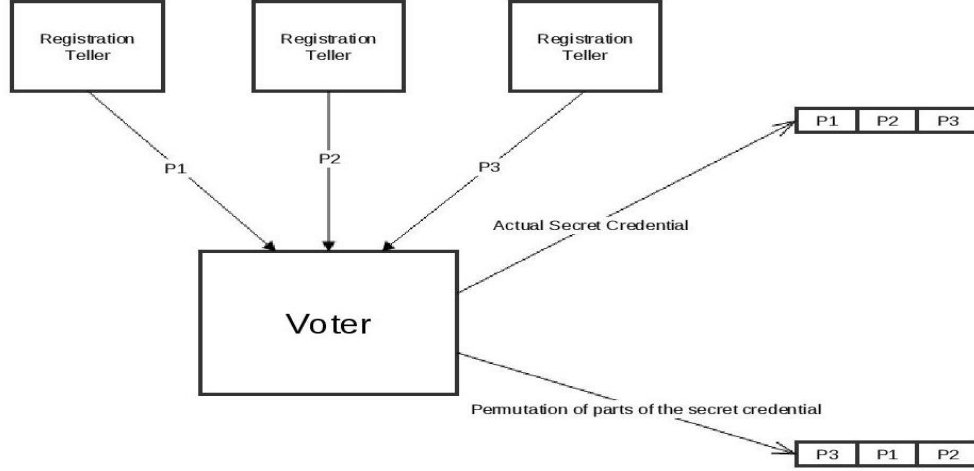 Registration
Teller
Registration
Teller
Registration
Teller
P1
P2
P3
P1 P2 P3
Actual Secret Credential
Voter
Permutation of parts of the secret credential
P3 P1 P2